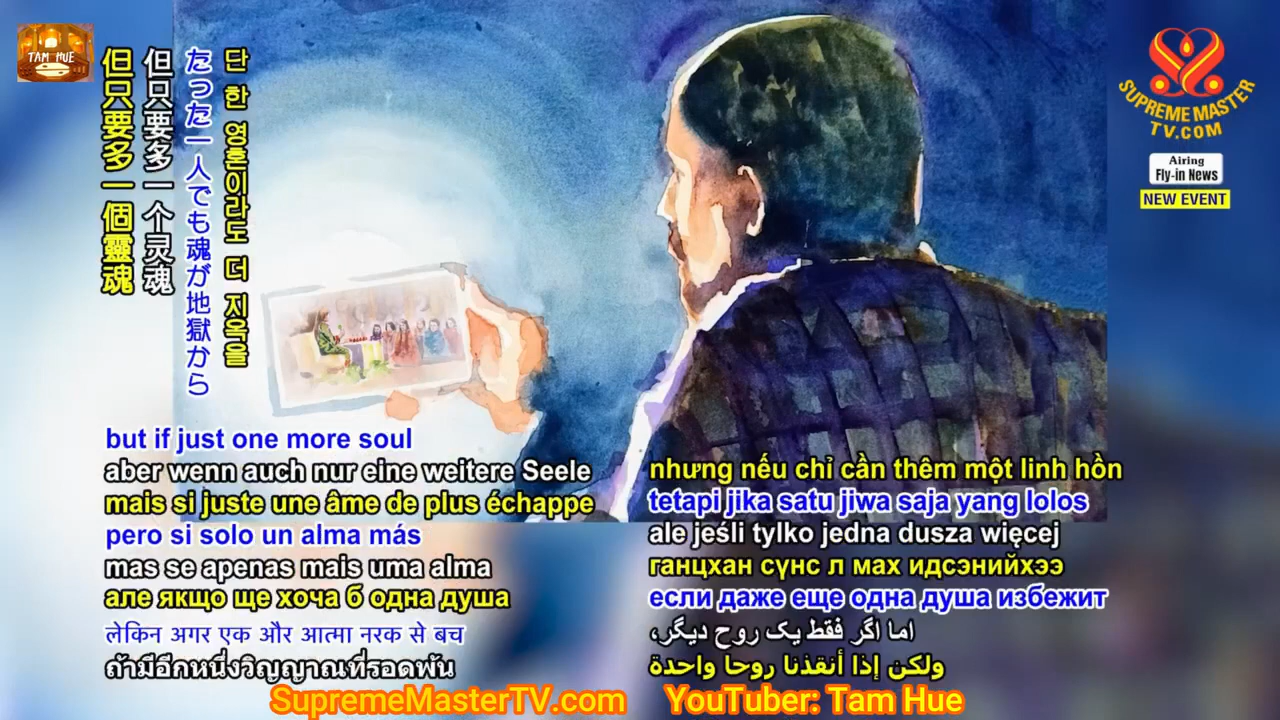 TAM HUE
但只要多一個靈魂
但只要多一个灵魂
たった一人でも魂が地獄から
단 한 영혼이라도 더 지옥을
SUPREME MASTER
TV.COM
Airing
Fly-in News
NEW EVENT
but if just one more soul
aber wenn auch nur eine weitere Seele
mais si juste une âme de plus échappe
pero si solo un alma más
mas se apenas mais uma alma
але якщо ще хоча б одна душа
लेकिन अगर एक और आत्मा नरक से बच
ถ้ามีอีกหนึ่งวิญญาณที่รอดพ้น
nhưng nếu chỉ cần thêm một linh hồn
tetapi jika satu jiwa saja yang lolos
ale jeśli tylko jedna dusza więcej
ганцхан сүнс л мах идсэнийхээ
если даже еще одна душа избежит
اما اگر فقط یک روح دیگر،
ولكن إذا أنقذنا روحا واحدة
SupremeMasterTV.com YouTuber: Tam Hue